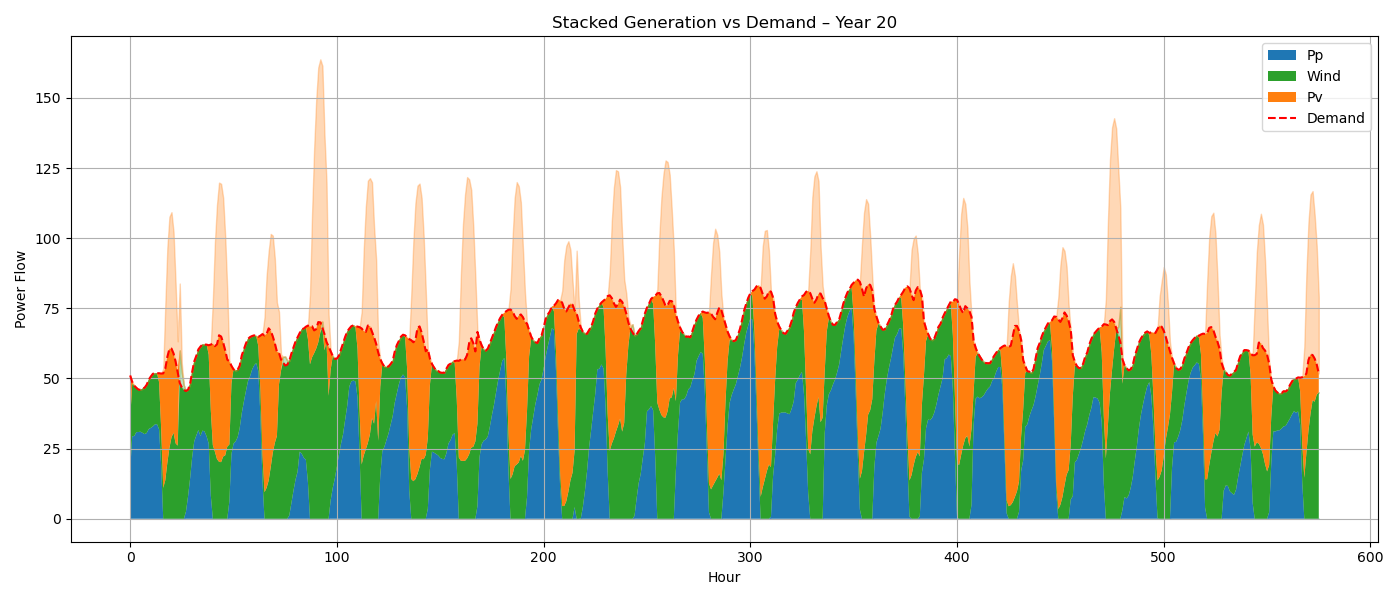 Stacked Generation vs Demand – Year 20
Pp
Wind
Pv
Demand
Power Flow
150
125
100
75
50
25
0
0 100 200 300 400 500 600
Hour